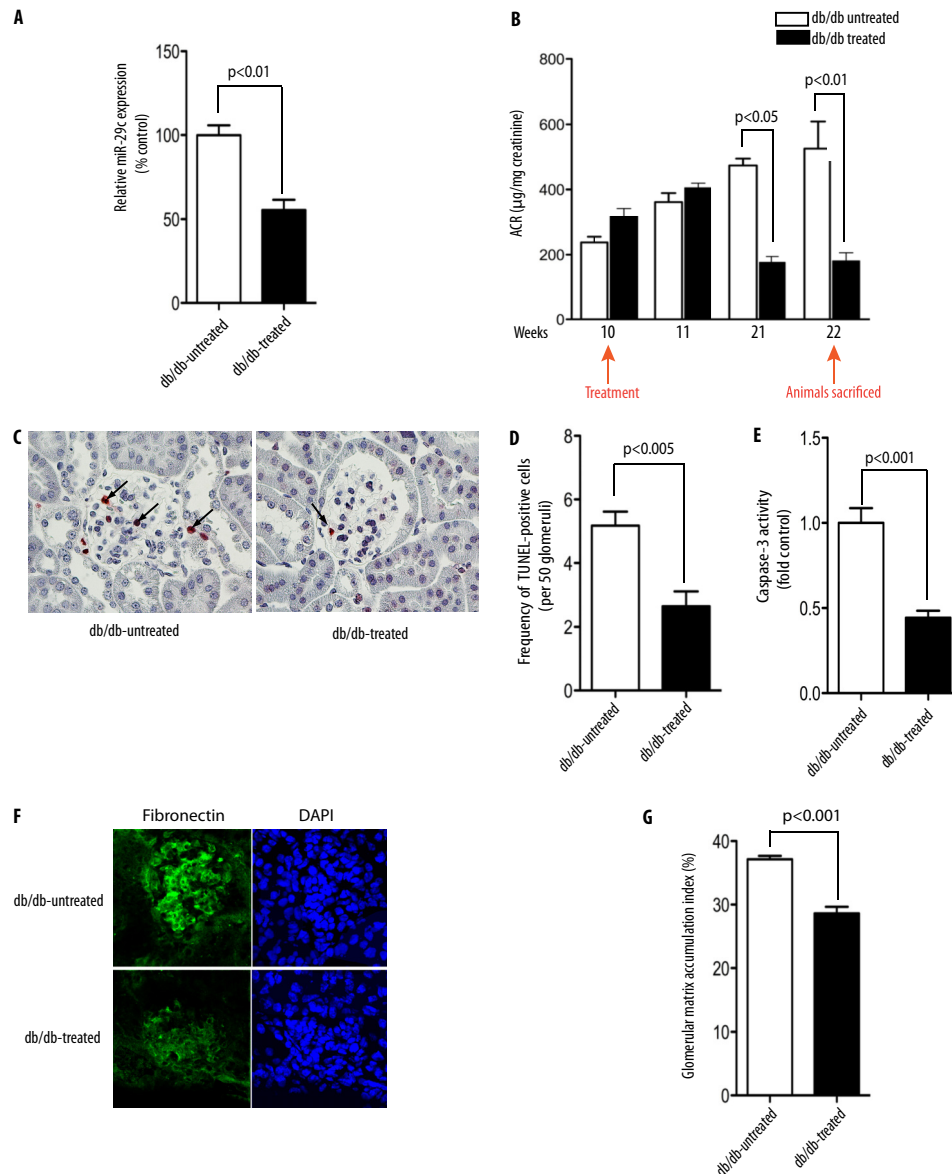 A
Relative miR-29c expression
(% control)
150
100
50
0
p<0.01
db/db-untreated
db/db-treated
B
db/db untreated
db/db treated
ACR (µg/mg creatinine)
800
600
400
200
0
p<0.05
p<0.01
Weeks
10
11
21
22
Treatment
Animals sacrificed
C
db/db-untreated
db/db-treated
D
Frequency of TUNEL-positive cells
(per 50 glomeruli)
8
6
4
2
0
p<0.005
db/db-untreated
db/db-treated
E
Caspase-3 activity
(fold control)
1.5
1.0
0.5
0.0
p<0.001
db/db-untreated
db/db-treated
F
Fibronectin
DAPI
db/db-untreated
db/db-treated
G
Glomerular matrix accumulation index (%)
40
30
20
10
0
p<0.001
db/db-untreated
db/db-treated